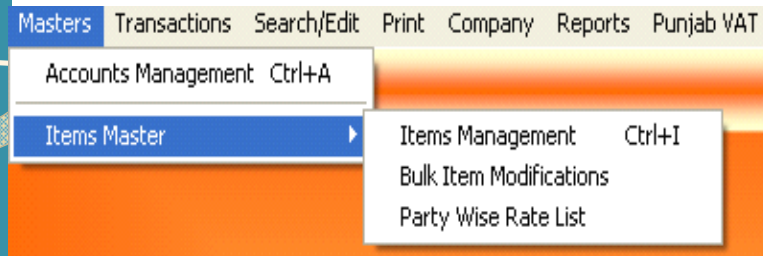 Masters Transactions Search/Edit Print Company Reports Punjab VAT
Accounts Management Ctrl+A
Items Master
Items Management Ctrl+I
Bulk Item Modifications
Party Wise Rate List